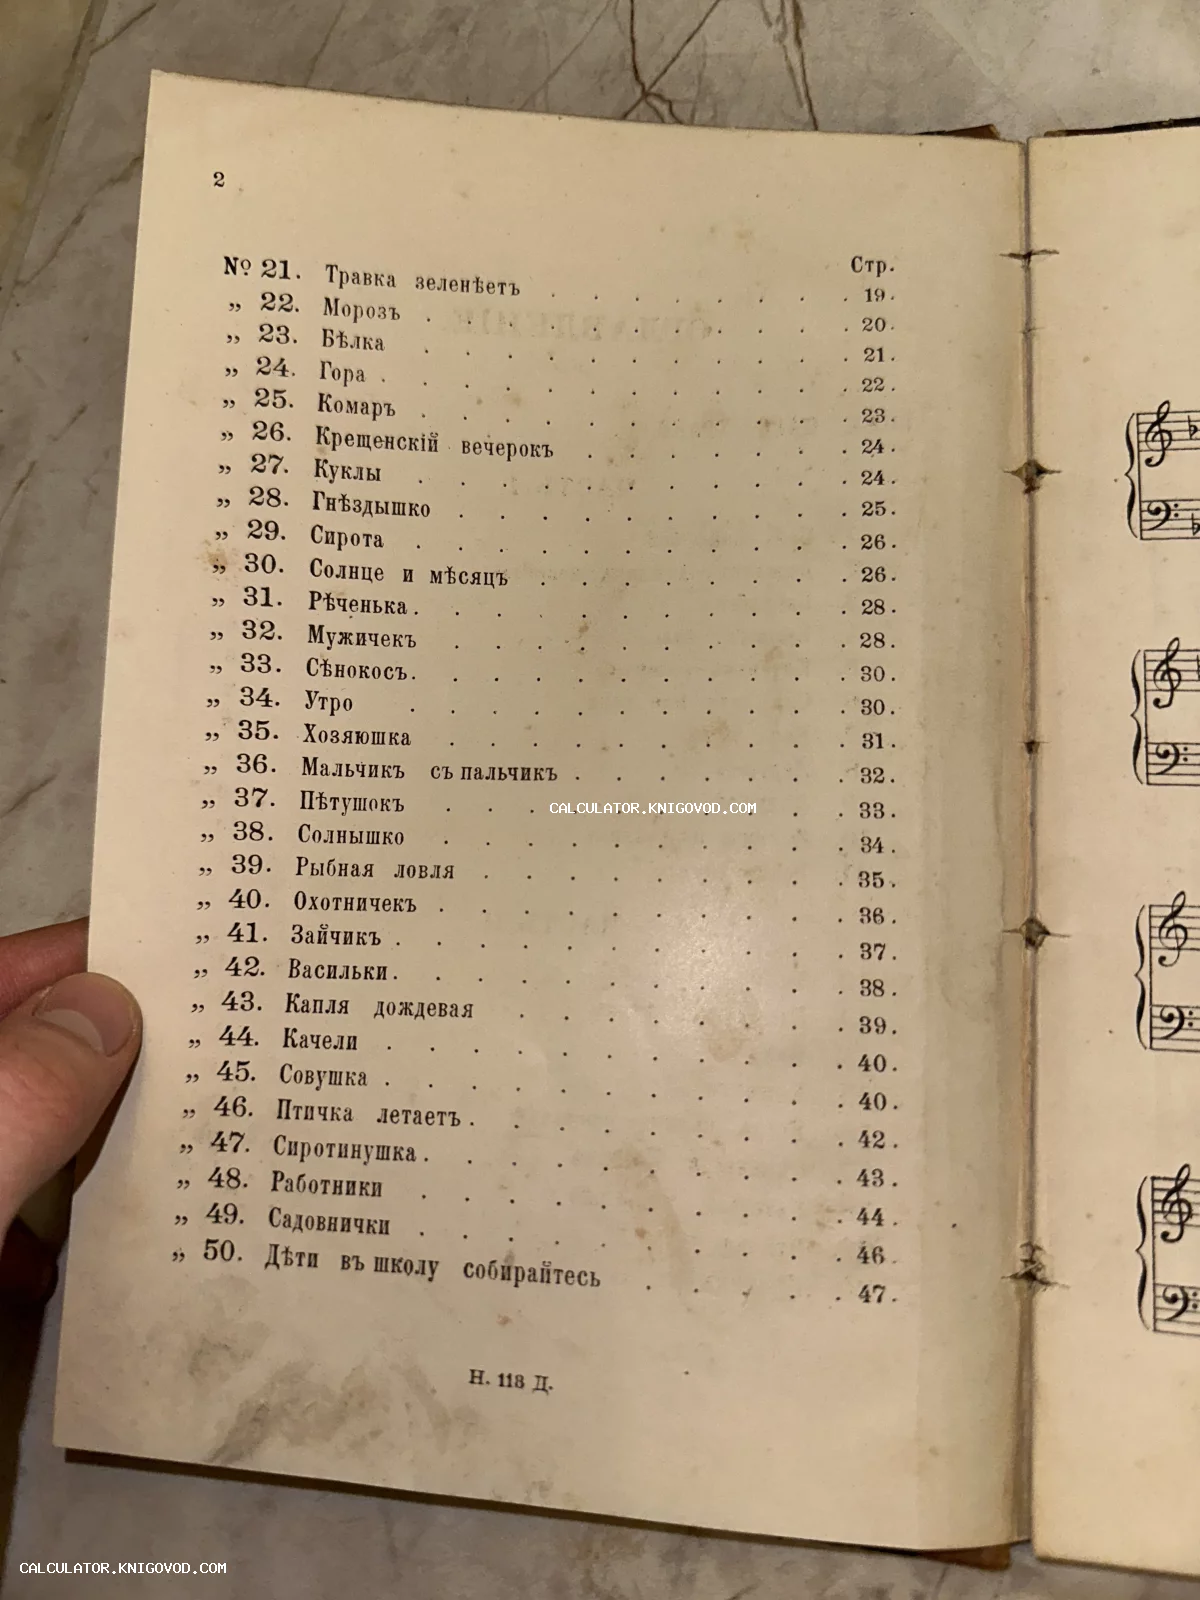 2
Стр.
№ 21. Травка зеленѣетъ . . . . . . . . 19.
„ 22. Морозъ . . . . . . . . . . 20.
„ 23. Бѣлка . . . . . . . . . . 21.
„ 24. Гора . . . . . . . . . . 22.
„ 25. Комаръ . . . . . . . . . . 23.
„ 26. Крещенскій вечерокъ . . . . . . . 24.
„ 27. Куклы . . . . . . . . . . 24.
„ 28. Гнѣздышко . . . . . . . . . 25.
„ 29. Сирота . . . . . . . . . . 26.
„ 30. Солнце и мѣсяцъ . . . . . . . . 26.
„ 31. Рѣченька . . . . . . . . . . 28.
„ 32. Мужичекъ . . . . . . . . . 28.
„ 33. Сѣнокосъ . . . . . . . . . . 30.
„ 34. Утро . . . . . . . . . . 30.
„ 35. Хозяюшка . . . . . . . . . 31.
„ 36. Мальчикъ съ пальчикъ . . . . . . . 32.
„ 37. Пѣтушокъ . . . . . . . . . 33.
„ 38. Солнышко . . . . . . . . . 34.
„ 39. Рыбная ловля . . . . . . . . 35.
„ 40. Охотничекъ . . . . . . . . . 36.
„ 41. Зайчикъ . . . . . . . . . . 37.
„ 42. Васильки . . . . . . . . . . 38.
„ 43. Капля дождевая . . . . . . . . 39.
„ 44. Качели . . . . . . . . . . 40.
„ 45. Совушка . . . . . . . . . . 40.
„ 46. Птичка летаетъ . . . . . . . . . 42.
„ 47. Сиротинушка . . . . . . . . . 43.
„ 48. Работники . . . . . . . . . 44.
„ 49. Садовнички . . . . . . . . . 46.
„ 50. Дѣти въ школу собирайтесь . . . . . 47.
Н. 118 Д.
CALCULATOR.KNIGOVOD.COM
CALCULATOR.KNIGOVOD.COM